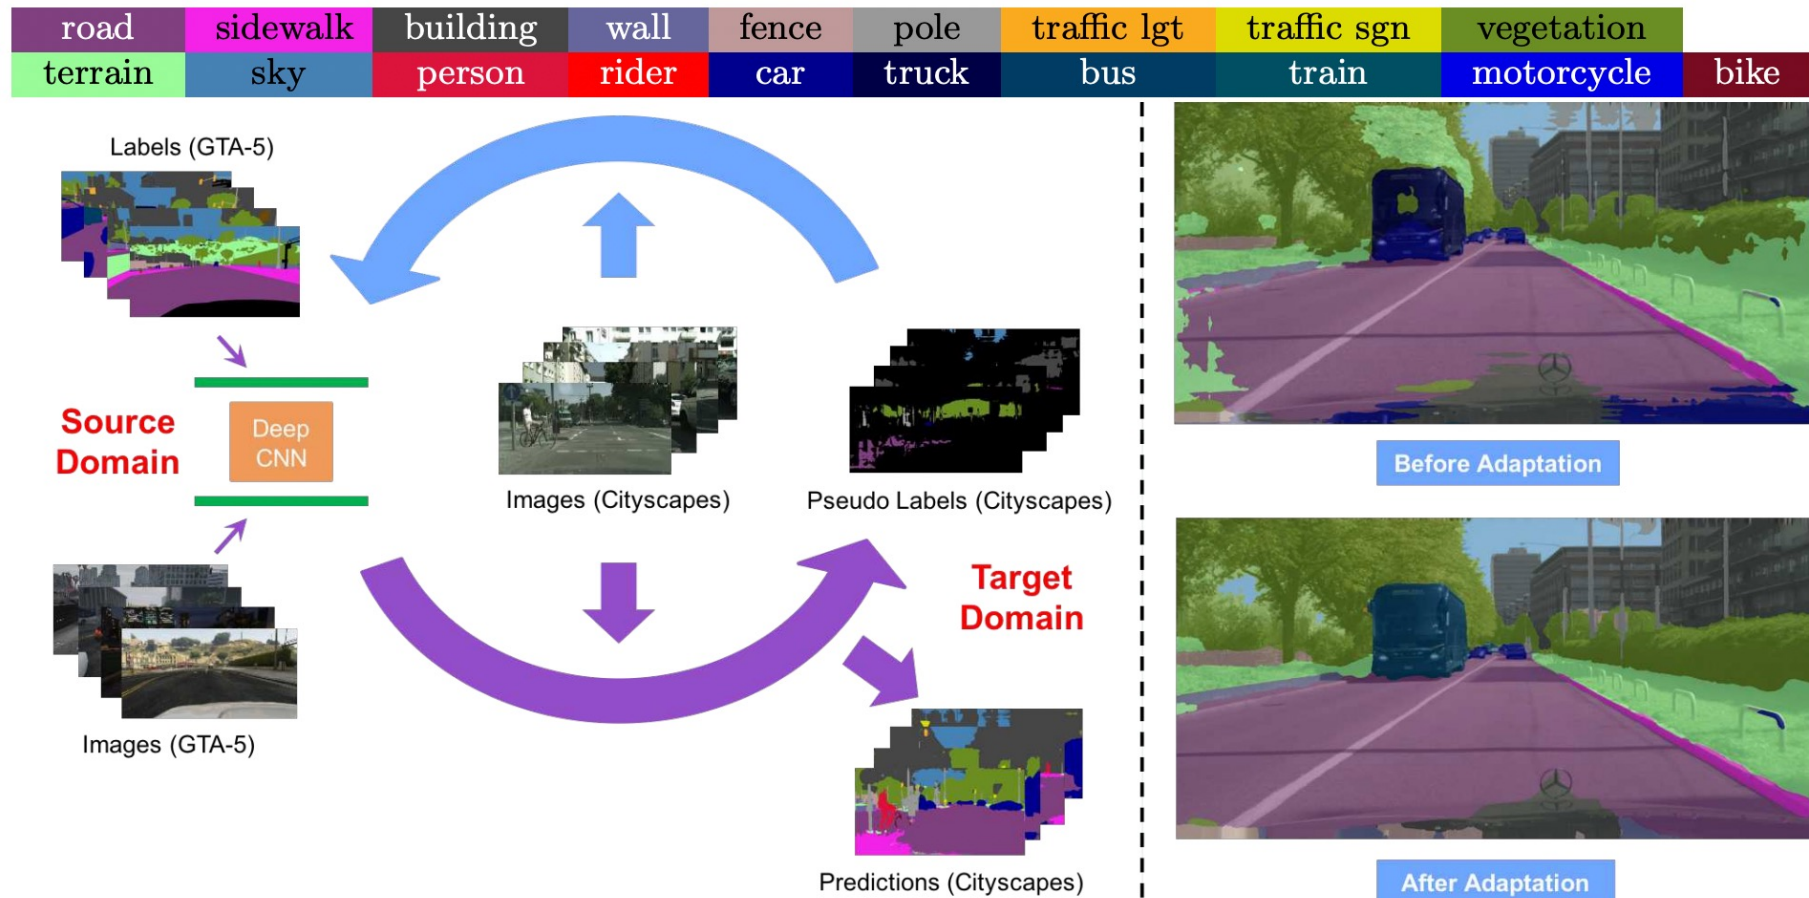 road sidewalk building wall fence pole traffic lgt traffic sgn vegetation
terrain sky person rider car truck bus train motorcycle bike
Labels (GTA-5)
Source
Domain
Deep
CNN
Images (Cityscapes)
Pseudo Labels (Cityscapes)
Before Adaptation
Target
Domain
Images (GTA-5)
Predictions (Cityscapes)
After Adaptation